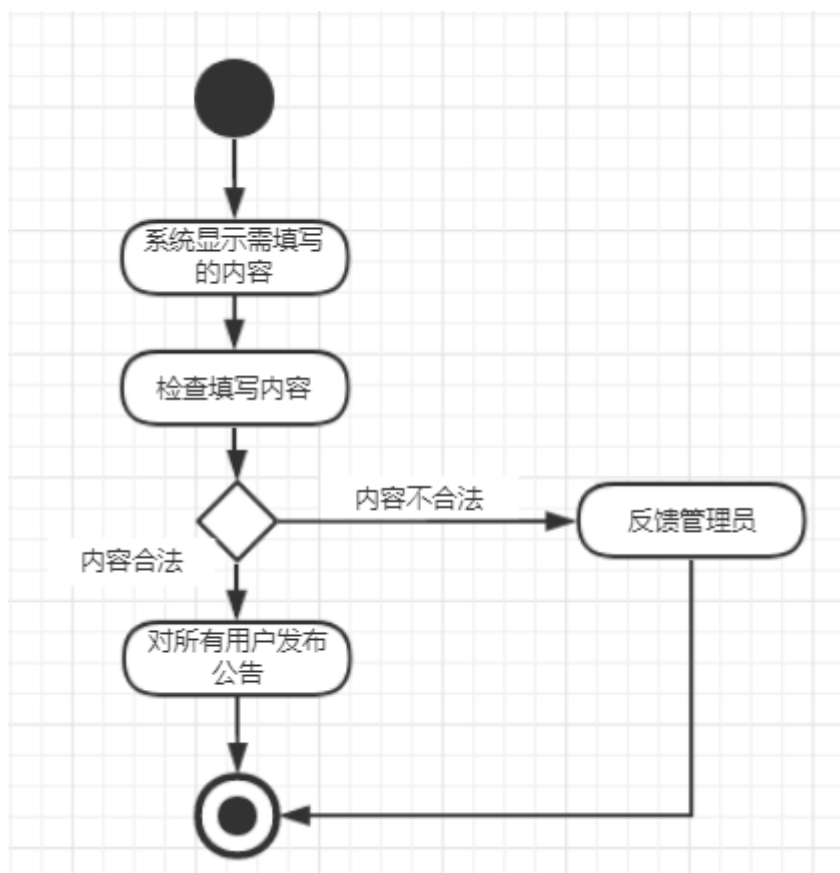 系统显示需填写
的内容
检查填写内容
内容不合法
反馈管理员
内容合法
对所有用户发布
公告